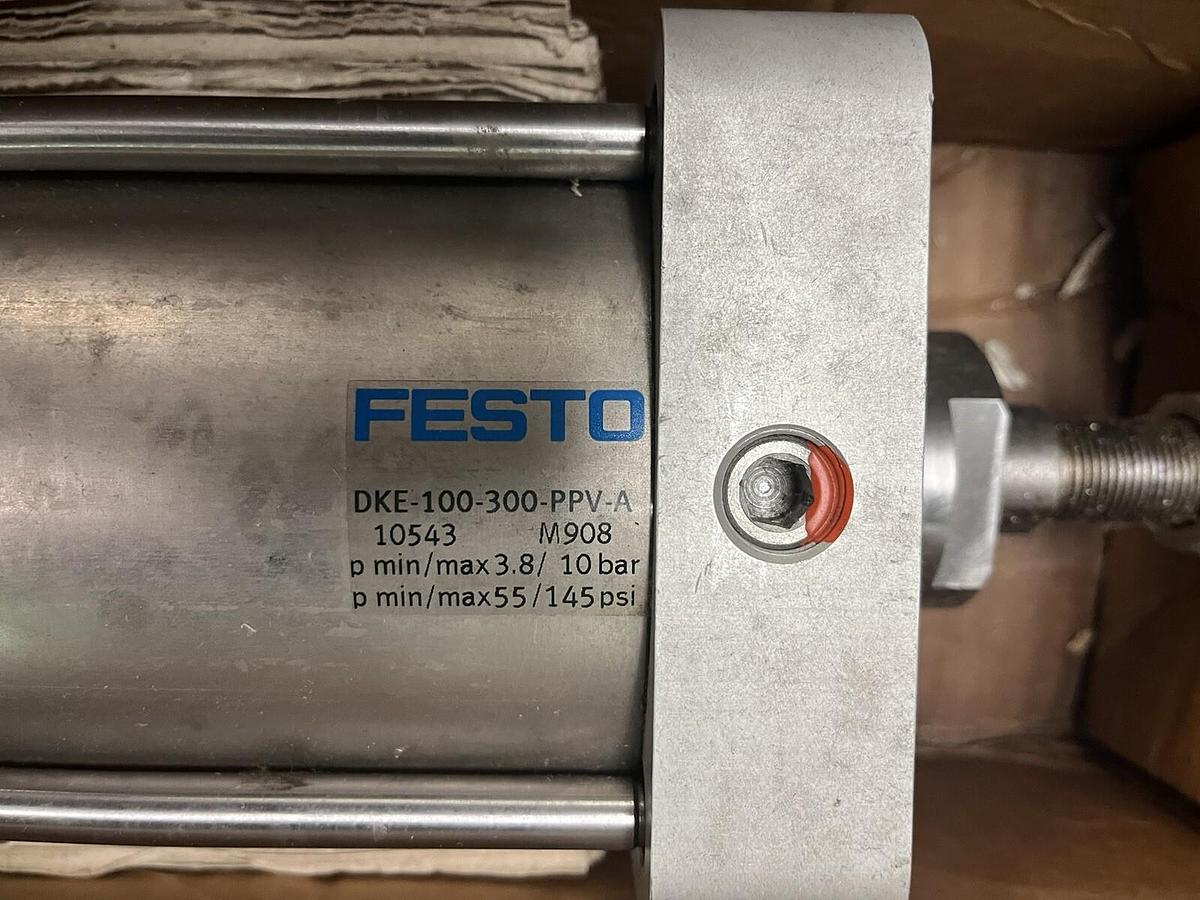 FESTO
DKE-100-300-PPV-A
10543 M908
p min/max 3.8/ 10 bar
p min/max 55/145 psi